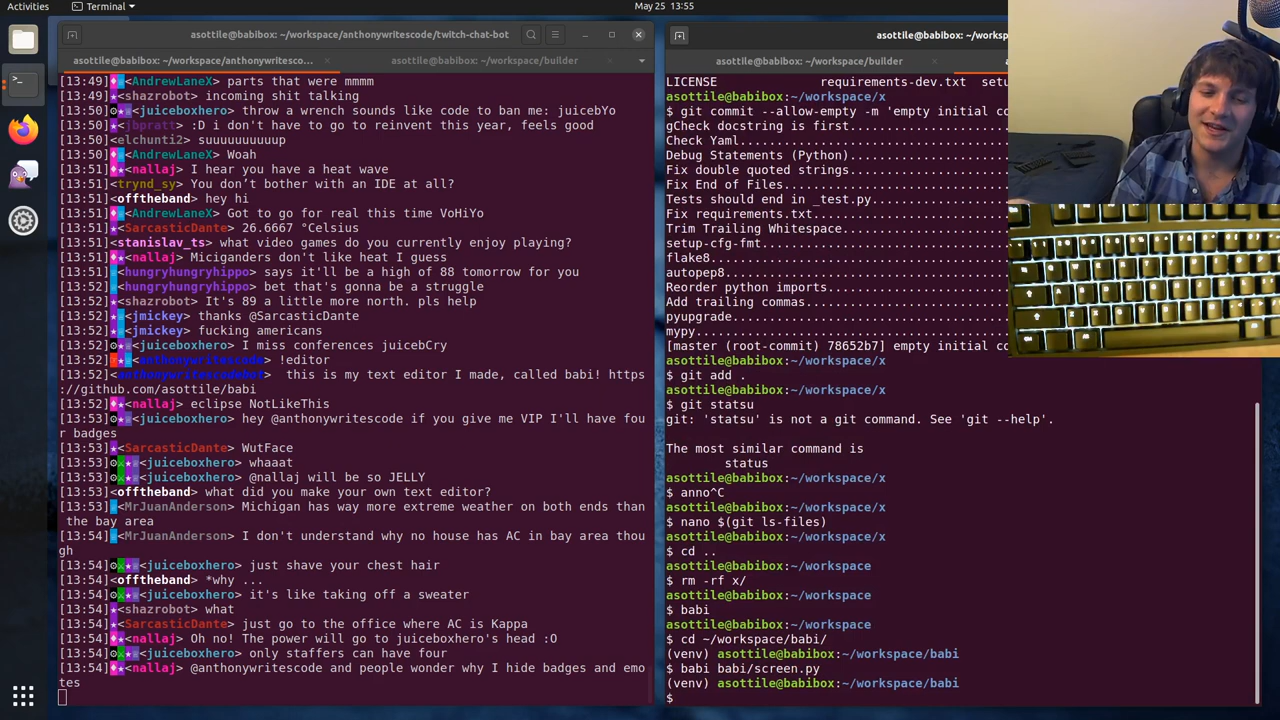 Activities
Terminal
May 25 13:55
asottile@babibox: ~/workspace/anthonywritescode/twitch-chat-bot
asottile@babibox: ~/workspace/anthonywritesco...
asottile@babibox: ~/workspace/builder
[13:49] <AndrewLaneX> parts that were mmmm
[13:49] <shazrobot> incoming shit talking
[13:50] <juiceboxhero> throw a wrench sounds like code to ban me: juicebYo
[13:50] <jbpratt> :D i don't have to go to reinvent this year, feels good
[13:50] <elchunti2> suuuuuuuuuup
[13:50] <AndrewLaneX> Woah
[13:51] <nallaj> I hear you have a heat wave
[13:51] <trynd_sy> You don’t bother with an IDE at all?
[13:51] <offtheband> hey hi
[13:51] <AndrewLaneX> Got to go for real this time VoHiYo
[13:51] <SarcasticDante> 26.6667 °Celsius
[13:51] <stanislav_ts> what video games do you currently enjoy playing?
[13:51] <nallaj> Miciganders don't like heat I guess
[13:51] <hungryhungryhippo> says it'll be a high of 88 tomorrow for you
[13:52] <hungryhungryhippo> bet that's gonna be a struggle
[13:52] <shazrobot> It's 89 a little more north. pls help
[13:52] <jmickey> thanks @SarcasticDante
[13:52] <jmickey> fucking americans
[13:52] <juiceboxhero> I miss conferences juicebCry
[13:52] <anthonywritescode> !editor
[13:52] <anthonywritescodebot> this is my text editor I made, called babi! https
://github.com/asottile/babi
[13:52] <nallaj> eclipse NotLikeThis
[13:53] <juiceboxhero> hey @anthonywritescode if you give me VIP I'll have fou
r badges
[13:53] <SarcasticDante> WutFace
[13:53] <juiceboxhero> whaaat
[13:53] <juiceboxhero> @nallaj will be so JELLY
[13:53] <offtheband> what did you make your own text editor?
[13:53] <MrJuanAnderson> Michigan has way more extreme weather on both ends than
the bay area
[13:54] <MrJuanAnderson> I don't understand why no house has AC in bay area thou
gh
[13:54] <juiceboxhero> just shave your chest hair
[13:54] <offtheband> *why ...
[13:54] <juiceboxhero> it's like taking off a sweater
[13:54] <shazrobot> what
[13:54] <SarcasticDante> just go to the office where AC is Kappa
[13:54] <nallaj> Oh no! The power will go to juiceboxhero's head :O
[13:54] <juiceboxhero> only staffers can have four
[13:54] <nallaj> @anthonywritescode and people wonder why I hide badges and emo
tes
asottile@babibox: ~/workspace
asottile@babibox: ~/workspace/builder
LICENSE requirements-dev.txt setu
asottile@babibox:~/workspace/x
$ git commit --allow-empty -m 'empty initial co
gCheck docstring is first
Check Yaml
Debug Statements (Python)
Fix double quoted strings
Fix End of Files
Tests should end in _test.py
Fix requirements.txt
Trim Trailing Whitespace
setup-cfg-fmt
flake8
autopep8
Reorder python imports
Add trailing commas
pyupgrade
mypy
[master (root-commit) 78652b7] empty initial co
asottile@babibox:~/workspace/x
$ git add .
asottile@babibox:~/workspace/x
$ git statsu
git: 'statsu' is not a git command. See 'git --help'.
The most similar command is
status
asottile@babibox:~/workspace/x
$ anno^C
asottile@babibox:~/workspace/x
$ nano $(git ls-files)
asottile@babibox:~/workspace/x
$ cd ..
asottile@babibox:~/workspace
$ rm -rf x/
asottile@babibox:~/workspace
$ babi
asottile@babibox:~/workspace
$ cd ~/workspace/babi/
(venv) asottile@babibox:~/workspace/babi
$ babi babi/screen.py
(venv) asottile@babibox:~/workspace/babi
$